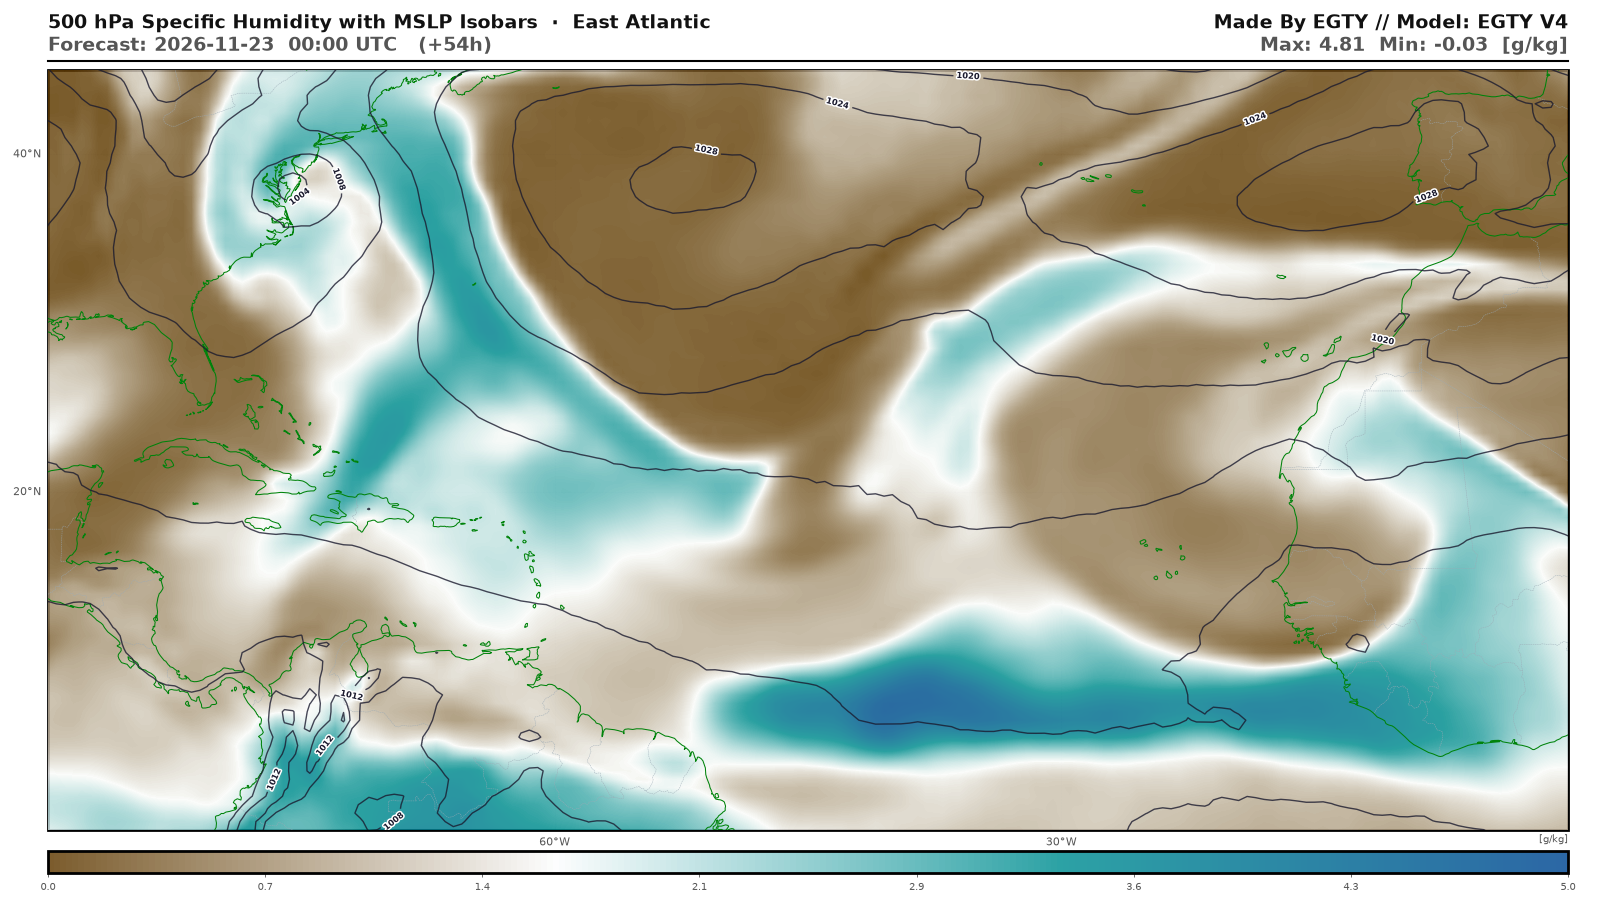 500 hPa Specific Humidity with MSLP Isobars · East Atlantic
Made By EGTY // Model: EGTY V4
Forecast: 2026-11-23 00:00 UTC (+54h)
Max: 4.81 Min: -0.03 [g/kg]
1020
1024
1024
1028
40°N
1008
1004
1028
1020
20°N
1012
1012
1012
1008
60°W
30°W
[g/kg]
0.0
0.7
1.4
2.1
2.9
3.6
4.3
5.0